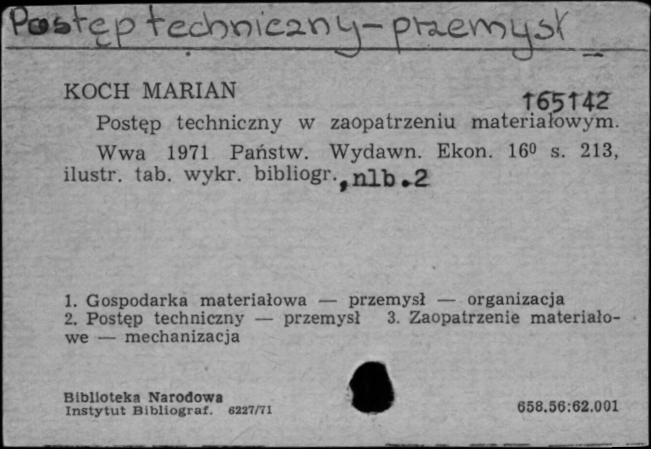 Postęp techniczny - przemysł
KOCH MARIAN
165142
Postęp techniczny w zaopatrzeniu materiałowym.
Wwa 1971 Państw. Wydawn. Ekon. 16⁰ s. 213,
ilustr. tab. wykr. bibliogr., nlb.2
1. Gospodarka materiałowa — przemysł — organizacja
2. Postęp techniczny — przemysł 3. Zaopatrzenie materiało-
we — mechanizacja
Biblioteka Narodowa
Instytut Bibliograf. 6227/71
658.56:62.001